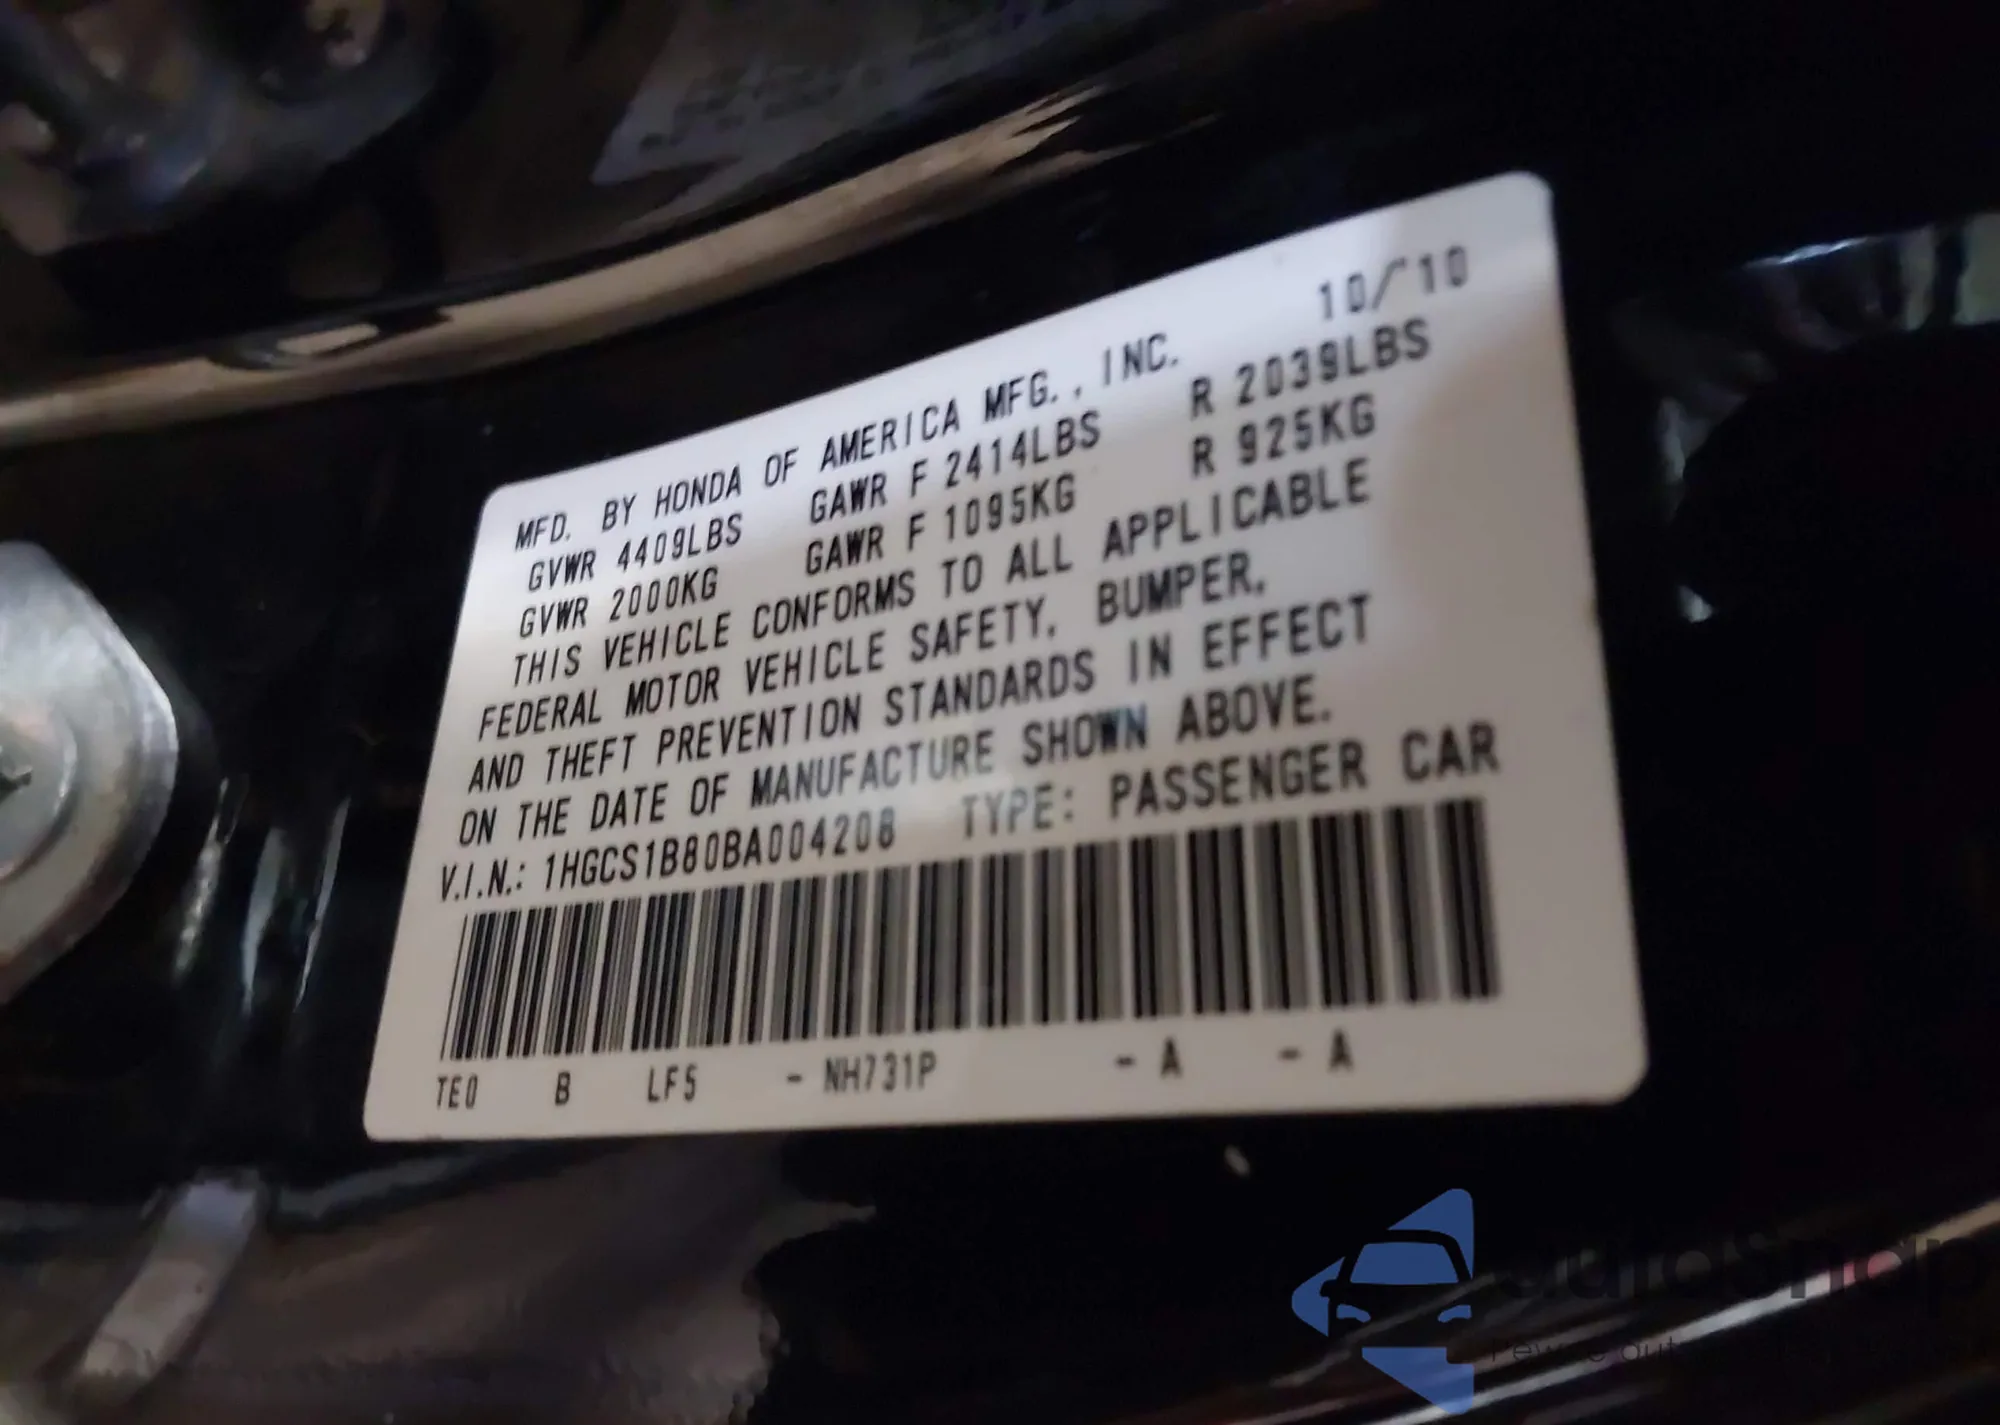 MFD. BY HONDA OF AMERICA MFG., INC. 10/'10
GVWR 4409LBS GAWR F 2414LBS R 2039LBS
GVWR 2000KG GAWR F 1095KG R 925KG
THIS VEHICLE CONFORMS TO ALL APPLICABLE
FEDERAL MOTOR VEHICLE SAFETY, BUMPER,
AND THEFT PREVENTION STANDARDS IN EFFECT
ON THE DATE OF MANUFACTURE SHOWN ABOVE.
V.I.N.: 1HGCS1B80BA004208 TYPE: PASSENGER CAR
TE0 B LF5 - NH731P - A - A
autosnap